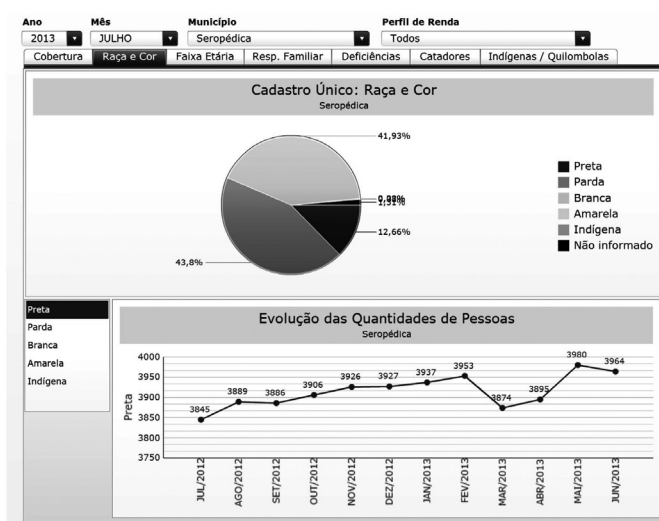 Ano Mês Município Perfil de Renda
2013 JULHO Seropédica Todos
Cobertura Raça e Cor Faixa Etária Resp. Familiar Deficiências Catadores Indígenas / Quilombolas
Cadastro Único: Raça e Cor
Seropédica
41,93%
1,31%
12,66%
43,8%
Preta
Parda
Branca
Amarela
Indígena
Não informado
Preta
Parda
Branca
Amarela
Indígena
Evolução das Quantidades de Pessoas
Seropédica
Preta
4000
3950
3900
3850
3800
3750
3845
3889
3886
3906
3926
3927
3937
3953
3874
3895
3980
3964
JUL/2012
AGO/2012
SET/2012
OUT/2012
NOV/2012
DEZ/2012
JAN/2013
FEV/2013
MAR/2013
ABR/2013
MAI/2013
JUN/2013